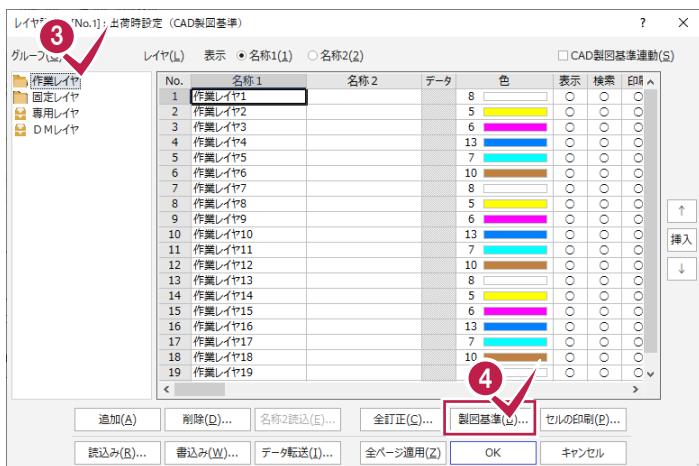 レイヤ [No.1] : 出荷時設定 (CAD製図基準)
3
グループ
レイヤ(L) 表示 名称1(1) 名称2(2) CAD製図基準連動(S)
作業レイヤ
固定レイヤ
専用レイヤ
DMレイヤ
No. 名称1 名称2 データ 色 表示 検索
1 作業レイヤ1 8 ○ ○ ○
2 作業レイヤ2 5 ○ ○ ○
3 作業レイヤ3 6 ○ ○ ○
4 作業レイヤ4 13 ○ ○ ○
5 作業レイヤ5 7 ○ ○ ○
6 作業レイヤ6 10 ○ ○ ○
7 作業レイヤ7 8 ○ ○ ○
8 作業レイヤ8 5 ○ ○ ○
9 作業レイヤ9 6 ○ ○ ○
10 作業レイヤ10 13 ○ ○ ○
11 作業レイヤ11 7 ○ ○ ○
12 作業レイヤ12 10 ○ ○ ○
13 作業レイヤ13 8 ○ ○ ○
14 作業レイヤ14 5 ○ ○ ○
15 作業レイヤ15 6 ○ ○ ○
16 作業レイヤ16 13 ○ ○ ○
17 作業レイヤ17 7 ○ ○ ○
18 作業レイヤ18 10 ○ ○ ○
19 作業レイヤ19 ○ ○ ○
↑
挿入
↓
4
追加(A) 削除(D)... 名称2読込(E)... 全訂正(C)... 製図基準 ... セルの印刷(P)...
読込み(R)... 書込み(W)... データ転送(I)... 全ページ適用(Z) OK キャンセル